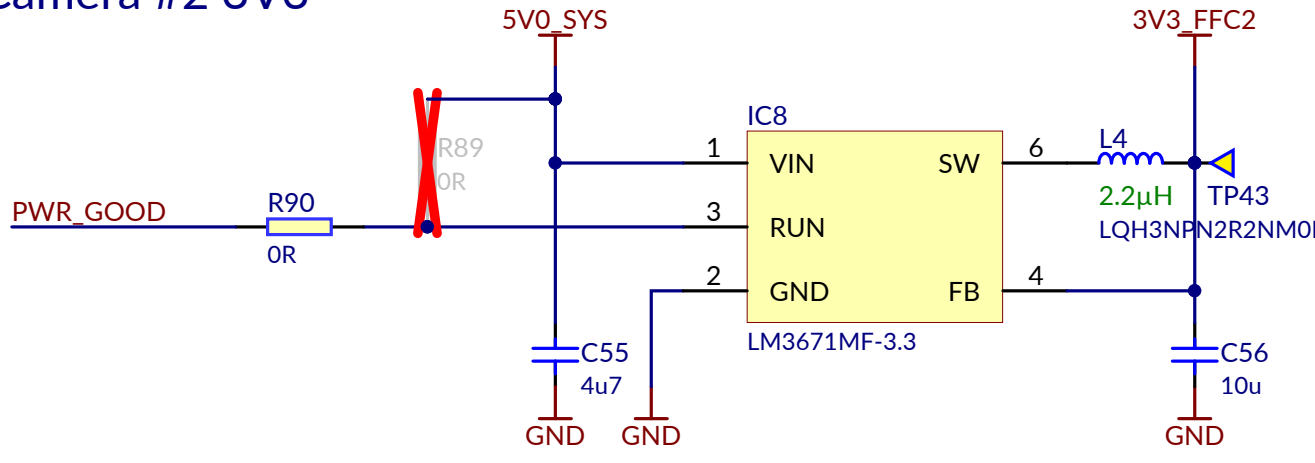 5V0_SYS
3V3_FFC2
IC8
R89
0R
1
VIN
SW
6
L4
2.2µH
TP43
LQH3NPN2R2NM0
PWR_GOOD
R90
0R
3
RUN
2
GND
FB
4
LM3671MF-3.3
C55
4u7
C56
10u
GND
GND
GND